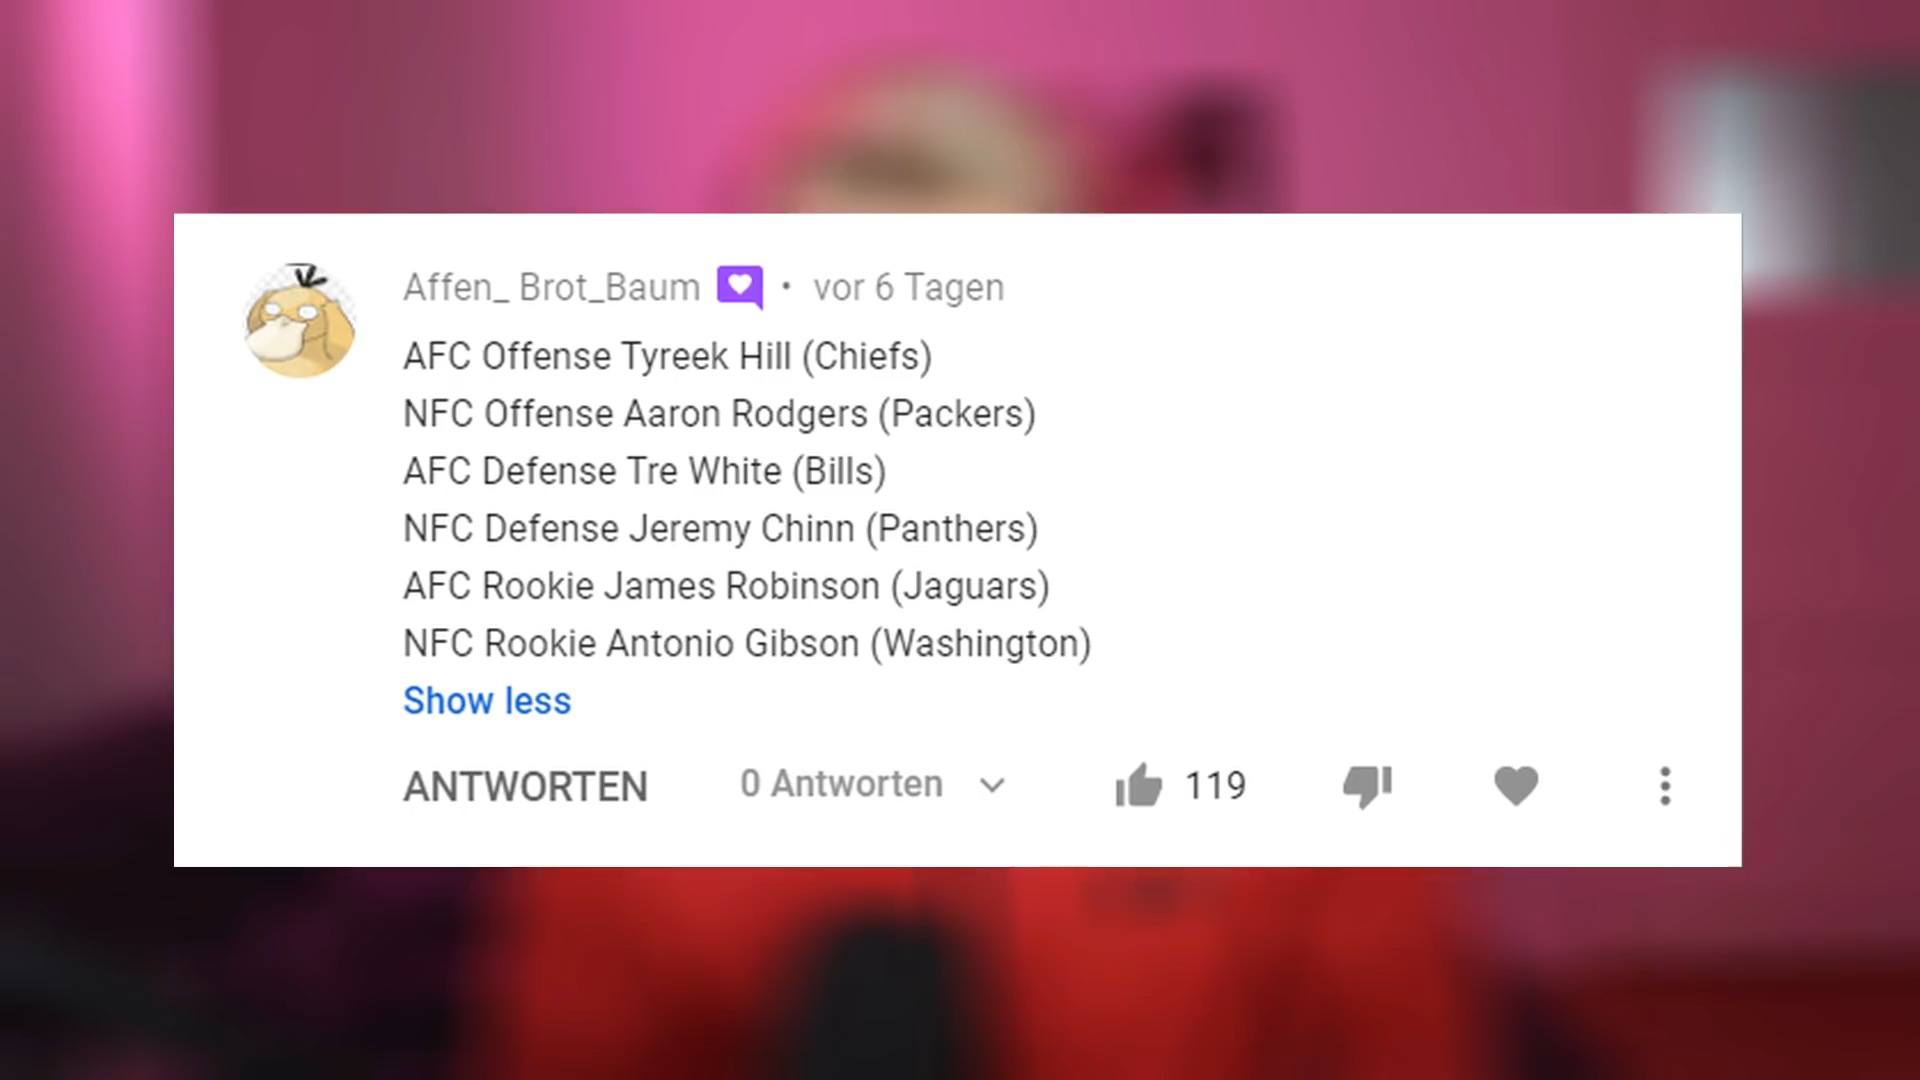 Affen_ Brot_Baum • vor 6 Tagen
AFC Offense Tyreek Hill (Chiefs)
NFC Offense Aaron Rodgers (Packers)
AFC Defense Tre White (Bills)
NFC Defense Jeremy Chinn (Panthers)
AFC Rookie James Robinson (Jaguars)
NFC Rookie Antonio Gibson (Washington)
Show less
ANTWORTEN 0 Antworten 119